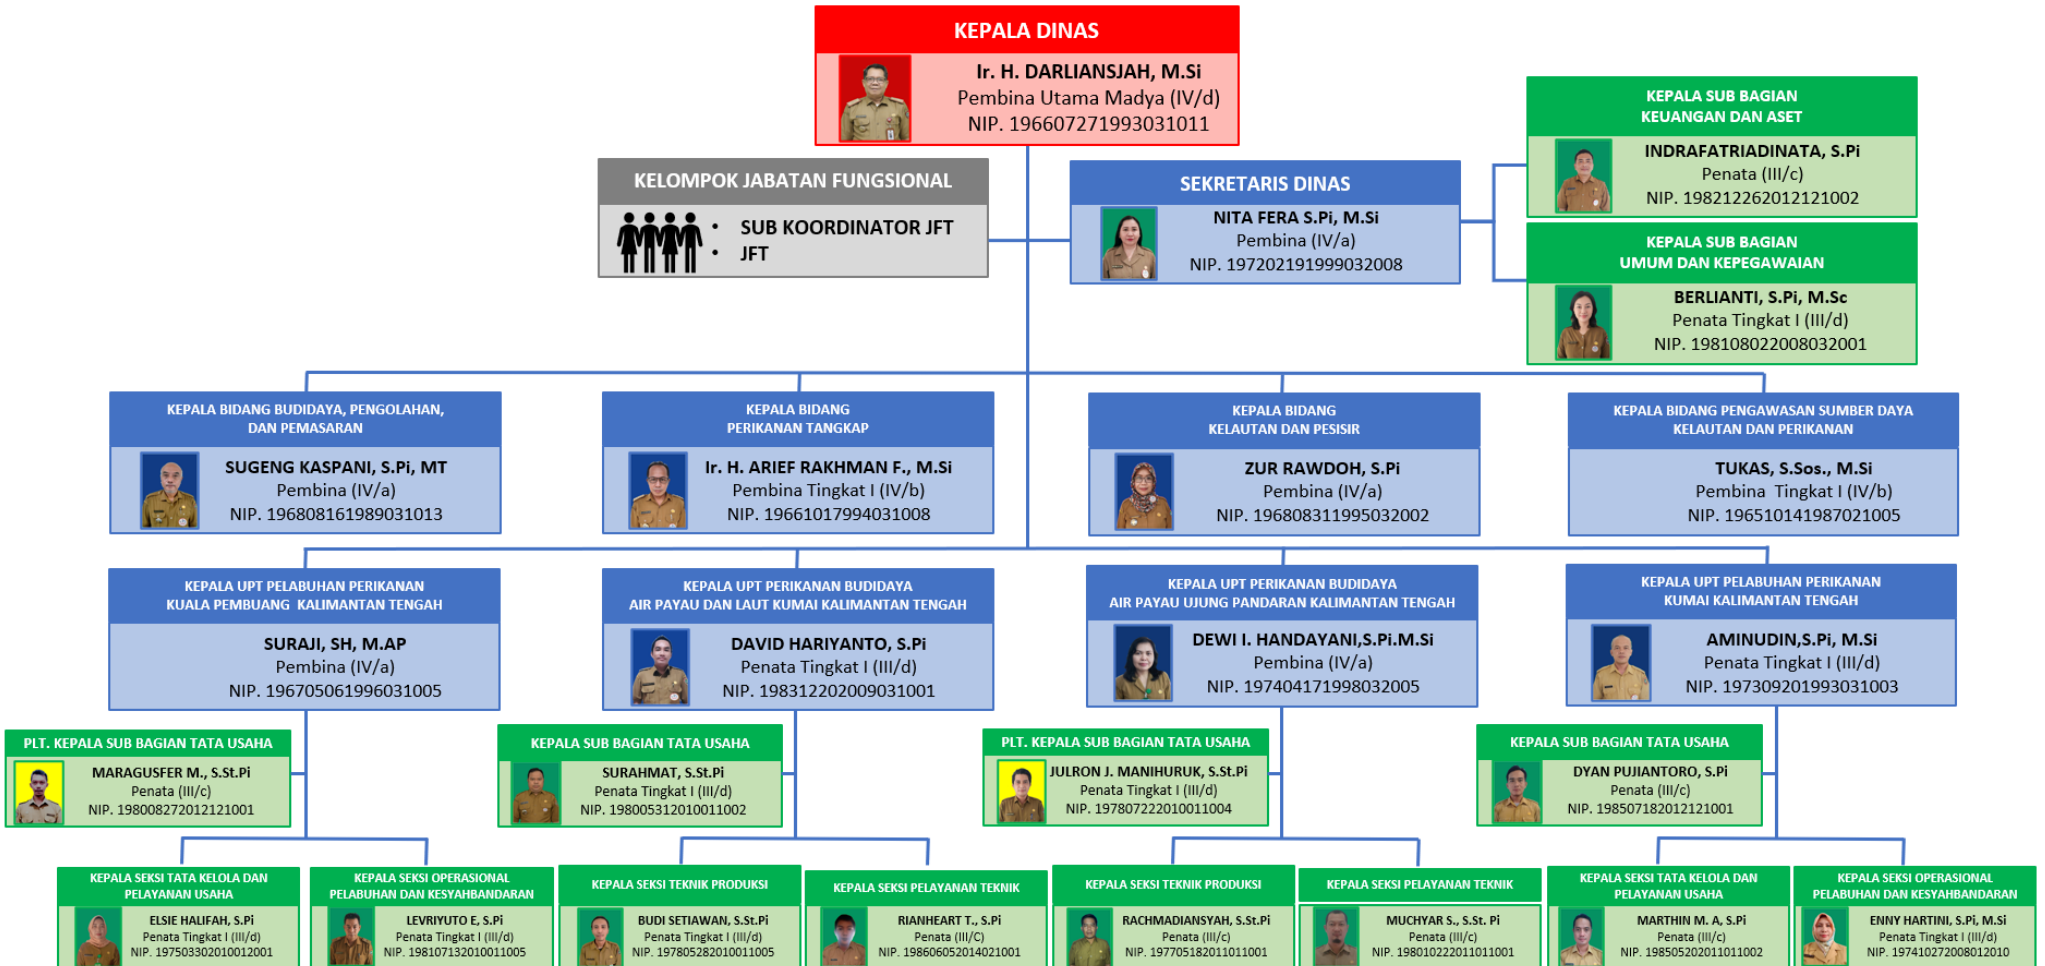 KEPALA DINAS
Ir. H. DARLIANSJAH, M.Si
Pembina Utama Madya (IV/d)
NIP. 196607271993031011
KELOMPOK JABATAN FUNGSIONAL
• SUB KOORDINATOR JFT
• JFT
SEKRETARIS DINAS
NITA FERA S.Pi, M.Si
Pembina (IV/a)
NIP. 197202191999032008
KEPALA SUB BAGIAN
KEUANGAN DAN ASET
INDRAFATRIADINATA, S.Pi
Penata (III/c)
NIP. 198212262012121002
KEPALA SUB BAGIAN
UMUM DAN KEPEGAWAIAN
BERLIANTI, S.Pi, M.Sc
Penata Tingkat I (III/d)
NIP. 198108022008032001
KEPALA BIDANG BUDIDAYA, PENGOLAHAN,
DAN PEMASARAN
SUGENG KASPANI, S.Pi, MT
Pembina (IV/a)
NIP. 196808161989031013
KEPALA BIDANG
PERIKANAN TANGKAP
Ir. H. ARIEF RAKHMAN F., M.Si
Pembina Tingkat I (IV/b)
NIP. 19661017994031008
KEPALA BIDANG
KELAUTAN DAN PESISIR
ZUR RAWDOH, S.Pi
Pembina (IV/a)
NIP. 196808311995032002
KEPALA BIDANG PENGAWASAN SUMBER DAYA
KELAUTAN DAN PERIKANAN
TUKAS, S.Sos., M.Si
Pembina Tingkat I (IV/b)
NIP. 196510141987021005
KEPALA UPT PELABUHAN PERIKANAN
KUALA PEMBUANG KALIMANTAN TENGAH
SURAJI, SH, M.AP
Pembina (IV/a)
NIP. 196705061996031005
KEPALA UPT PERIKANAN BUDIDAYA
AIR PAYAU DAN LAUT KUMAI KALIMANTAN TENGAH
DAVID HARIYANTO, S.Pi
Penata Tingkat I (III/d)
NIP. 198312202009031001
KEPALA UPT PERIKANAN BUDIDAYA
AIR PAYAU UJUNG PANDARAN KALIMANTAN TENGAH
DEWI I. HANDAYANI,S.Pi.M.Si
Pembina (IV/a)
NIP. 197404171998032005
KEPALA UPT PELABUHAN PERIKANAN
KUMAI KALIMANTAN TENGAH
AMINUDIN,S.Pi, M.Si
Penata Tingkat I (III/d)
NIP. 197309201993031003
PLT. KEPALA SUB BAGIAN TATA USAHA
MARAGUSFER M., S.St.Pi
Penata (III/c)
NIP. 198008272012121001
KEPALA SUB BAGIAN TATA USAHA
SURAHMAT, S.St.Pi
Penata Tingkat I (III/d)
NIP. 198005312010011002
PLT. KEPALA SUB BAGIAN TATA USAHA
JULRON J. MANIHURUK, S.St.Pi
Penata Tingkat I (III/d)
NIP. 197807222010011004
KEPALA SUB BAGIAN TATA USAHA
DYAN PUJIANTORO, S.Pi
Penata (III/c)
NIP. 198507182012121001
KEPALA SEKSI TATA KELOLA DAN
PELAYANAN USAHA
ELSIE HALIFAH, S.Pi
Penata Tingkat I (III/d)
NIP. 197503302010012001
KEPALA SEKSI OPERASIONAL
PELABUHAN DAN KESYAHBANDARAN
LEVRIYUTO E, S.Pi
Penata Tingkat I (III/d)
NIP. 198107132010011005
KEPALA SEKSI TEKNIK PRODUKSI
BUDI SETIAWAN, S.St.Pi
Penata Tingkat I (III/d)
NIP. 197805282010011005
KEPALA SEKSI PELAYANAN TEKNIK
RIANHEART T., S.Pi
Penata (III/C)
NIP. 198606052014021001
KEPALA SEKSI TEKNIK PRODUKSI
RACHMADIANSYAH, S.St.Pi
Penata (III/c)
NIP. 197705182011011001
KEPALA SEKSI PELAYANAN TEKNIK
MUCHYAR S., S.St. Pi
Penata (III/c)
NIP. 198010222011011001
KEPALA SEKSI TATA KELOLA DAN
PELAYANAN USAHA
MARTHIN M. A, S.Pi
Penata (III/c)
NIP. 198505202011011002
KEPALA SEKSI OPERASIONAL
PELABUHAN DAN KESYAHBANDARAN
ENNY HARTINI, S.Pi, M.Si
Penata Tingkat I (III/d)
NIP. 197410272008012010